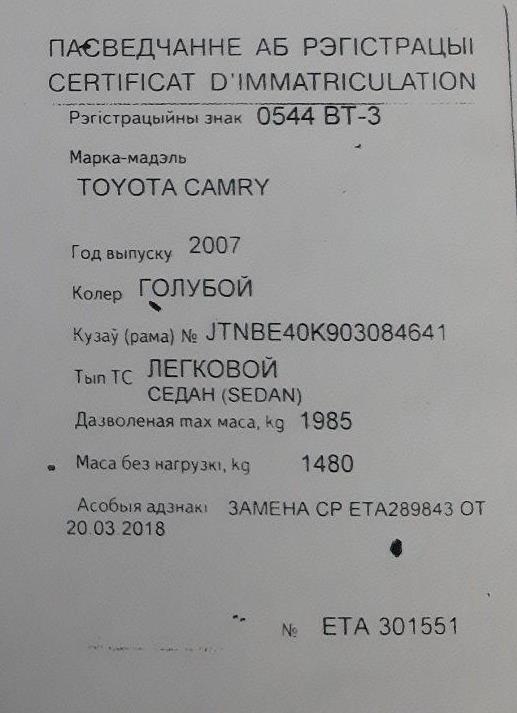 ПАСВЕДЧАННЕ АБ РЭГІСТРАЦЫІ
CERTIFICAT D'IMMATRICULATION
Рэгістрацыйны знак 0544 BT-3
Марка-мадэль
TOYOTA CAMRY
Год выпуску 2007
Колер ГОЛУБОЙ
Кузаў (рама) № JTNBE40K903084641
Тып ТС ЛЕГКОВОЙ
СЕДАН (SEDAN)
Дазволеная max маса, kg 1985
Маса без нагрузкі, kg 1480
Асобыя адзнакі ЗАМЕНА СР ЕТА289843 ОТ
20.03.2018
№ ЕТА 301551